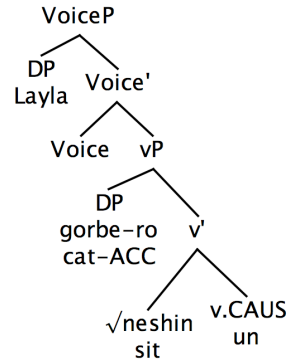 VoiceP
DP Voice'
Layla
Voice vP
DP v'
gorbe-ro
cat-ACC
√neshin v.CAUS
sit un